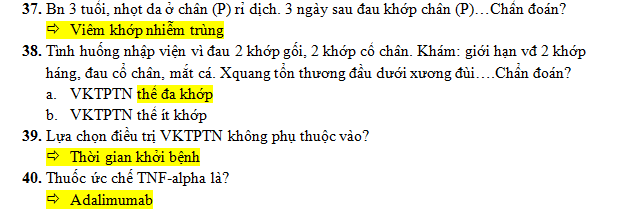 37. Bn 3 tuổi, nhọt da ở chân (P) rỉ dịch. 3 ngày sau đau khớp chân (P)…Chẩn đoán?
⇨ Viêm khớp nhiễm trùng
38. Tình huống nhập viện vì đau 2 khớp gối, 2 khớp cổ chân. Khám: giới hạn vđ 2 khớp
háng, đau cổ chân, mắt cá. Xquang tổn thương đầu dưới xương đùi….Chẩn đoán?
a. VKTPTN thể đa khớp
b. VKTPTN thể ít khớp
39. Lựa chọn điều trị VKTPTN không phụ thuộc vào?
⇨ Thời gian khởi bệnh
40. Thuốc ức chế TNF-alpha là?
⇨ Adalimumab